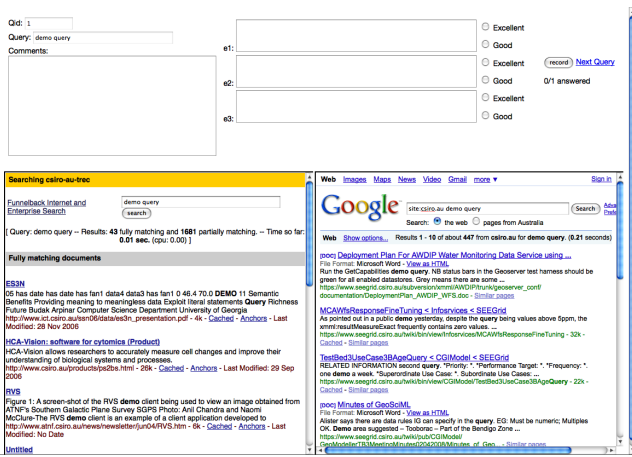 Qid: 1
Query: demo query
Comments:
e1:
Excellent
Good
e2:
Excellent
Good
e3:
Excellent
Good
record Next Query
0/1 answered
Searching csiro-au-trec
Funnelback Internet and
Enterprise Search
demo query
search
[ Query: demo query -- Results: 43 fully matching and 1681 partially matching. -- Time so far:
0.01 sec. (cpu: 0.00) ]
Fully matching documents
ES3N
05 has date has date has fan1 data4 data3 has fan1 0 46.4 70.0 DEMO 11 Semantic
Benefits Providing meaning to meaningless data Exploit literal statements Query Richness
Future Budak Arpinar Computer Science Department University of Georgia
http://www.ict.csiro.au/ssn06/data/es3n_presentation.pdf - 4k - Cached - Anchors - Last
Modified: 28 Nov 2006
HCA-Vision: software for cytomics (Product)
HCA-Vision allows researchers to accurately measure cell changes and improve their
understanding of biological systems and processes.
http://www.csiro.au/products/ps2bs.html - 26k - Cached - Anchors - Last Modified: 29 Sep
2006
RVS
Figure 1: A screen-shot of the RVS demo client being used to view an image obtained from
ATNF's Southern Galactic Plane Survey SGPS Photo: Anil Chandra and Naomi
McClure-The RVS demo client is an example of a client application developed to
http://www.atnf.csiro.au/news/newsletter/jun04/RVS.htm - 6k - Cached - Anchors - Last
Modified: No Date
Untitled
Web Images Maps News Video Gmail more ▼ Sign in
Google
site:csiro.au demo query
Search
Search: the web pages from Australia
Web Show options... Results 1 - 10 of about 447 from csiro.au for demo query. (0.21 seconds)
[DOC] Deployment Plan For AWDIP Water Monitoring Data Service using ...
File Format: Microsoft Word - View as HTML
Run the GetCapabilities demo query. NB status bars in the Geoserver test harness should be
green for all enabled datastores. Grey means there are some ...
https://www.seegrid.csiro.au/subversion/xmml/AWDIP/trunk/geoserver_conf/
documentation/DeploymentPlan_AWDIP_WFS.doc - Similar pages
MCAWfsResponseFineTuning < Infosrvices < SEEGrid
As pointed out in a public demo yesterday, despite the query being values above 5ppm, the
xmml:resultMeasureExact frequently contains zero values. ...
https://www.seegrid.csiro.au/twiki/bin/view/Infosrvices/MCAWfsResponseFineTuning - 32k -
Cached - Similar pages
TestBed3UseCase3BAgeQuery < CGIModel < SEEGrid
RELATED INFORMATION second query. *Priority: *. *Performance Target: *. *Frequency: *.
one demo a week. *Superordinate Use Case: *. Subordinate Use Cases: ...
https://www.seegrid.csiro.au/twiki/bin/view/CGIModel/TestBed3UseCase3BAgeQuery - 22k -
Cached - Similar pages
[DOC] Minutes of GeoSciML
File Format: Microsoft Word - View as HTML
Alister says there are data rules IG can specify in the query. EG: Must be numeric; Multiples
OK. Demo area suggested – Tooborac – Part of the Bendigo Zone ...
https://www.seegrid.csiro.au/twiki/pub/CGIModel/
GeoModellerTB3MeetingMinutes02042008/Minutes_of_Geo... - Similar pages